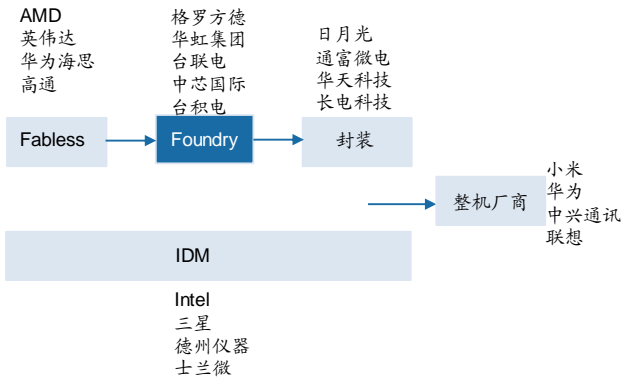 AMD
英伟达
华为海思
高通
格罗方德
华虹集团
台联电
中芯国际
台积电
日月光
通富微电
华天科技
长电科技
Fabless
Foundry
封装
整机厂商
小米
华为
中兴通讯
联想
IDM
Intel
三星
德州仪器
士兰微